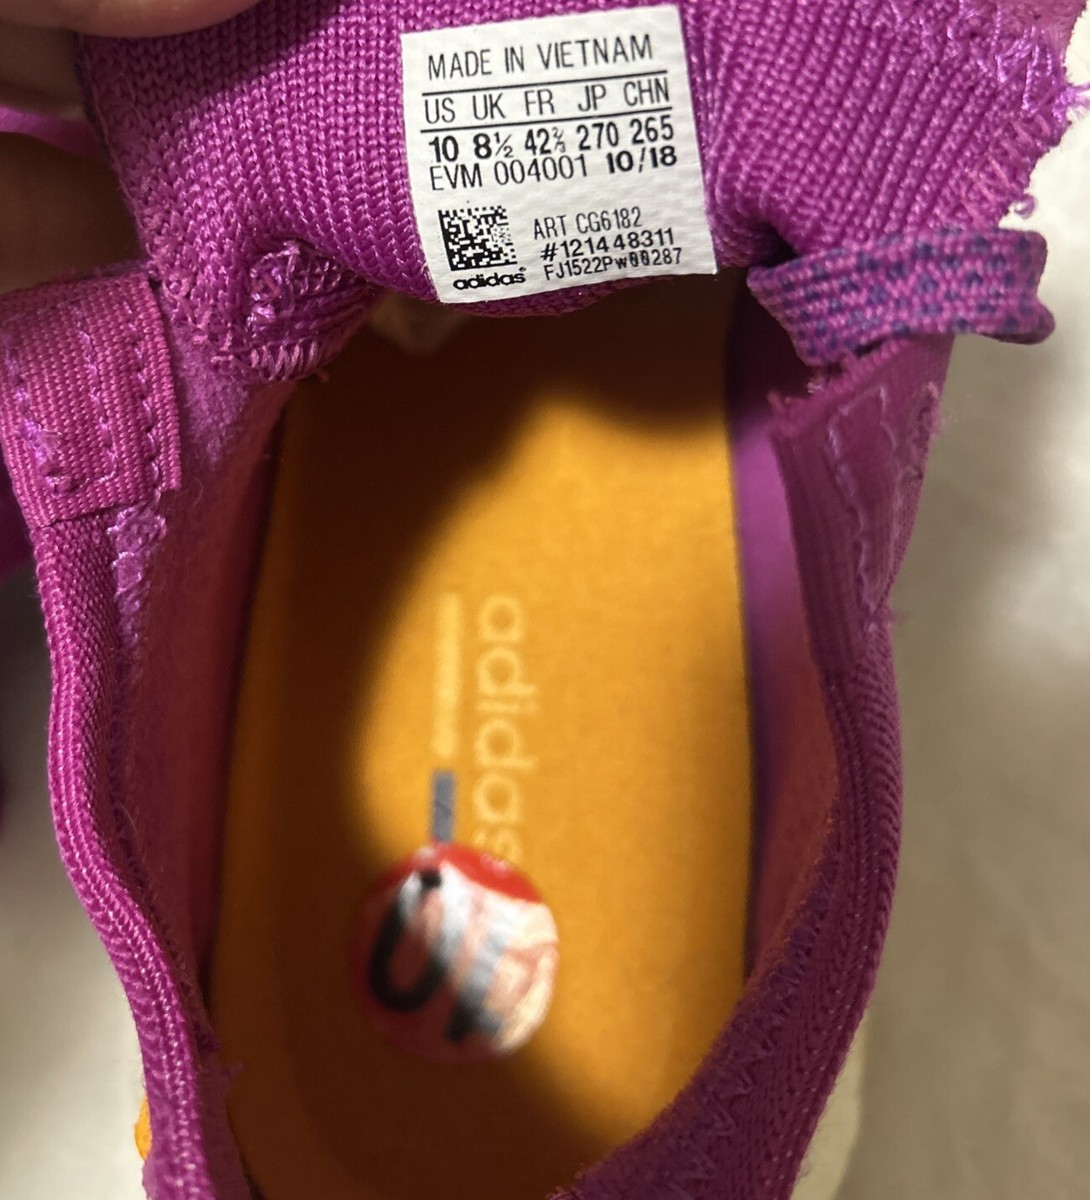 MADE IN VIETNAM
US UK FR JP CHN
10 8½ 42⅔ 270 265
EVM 004001 10/18
ART CG6182
#121448311
FJ1522PW00287
adidas
adidas